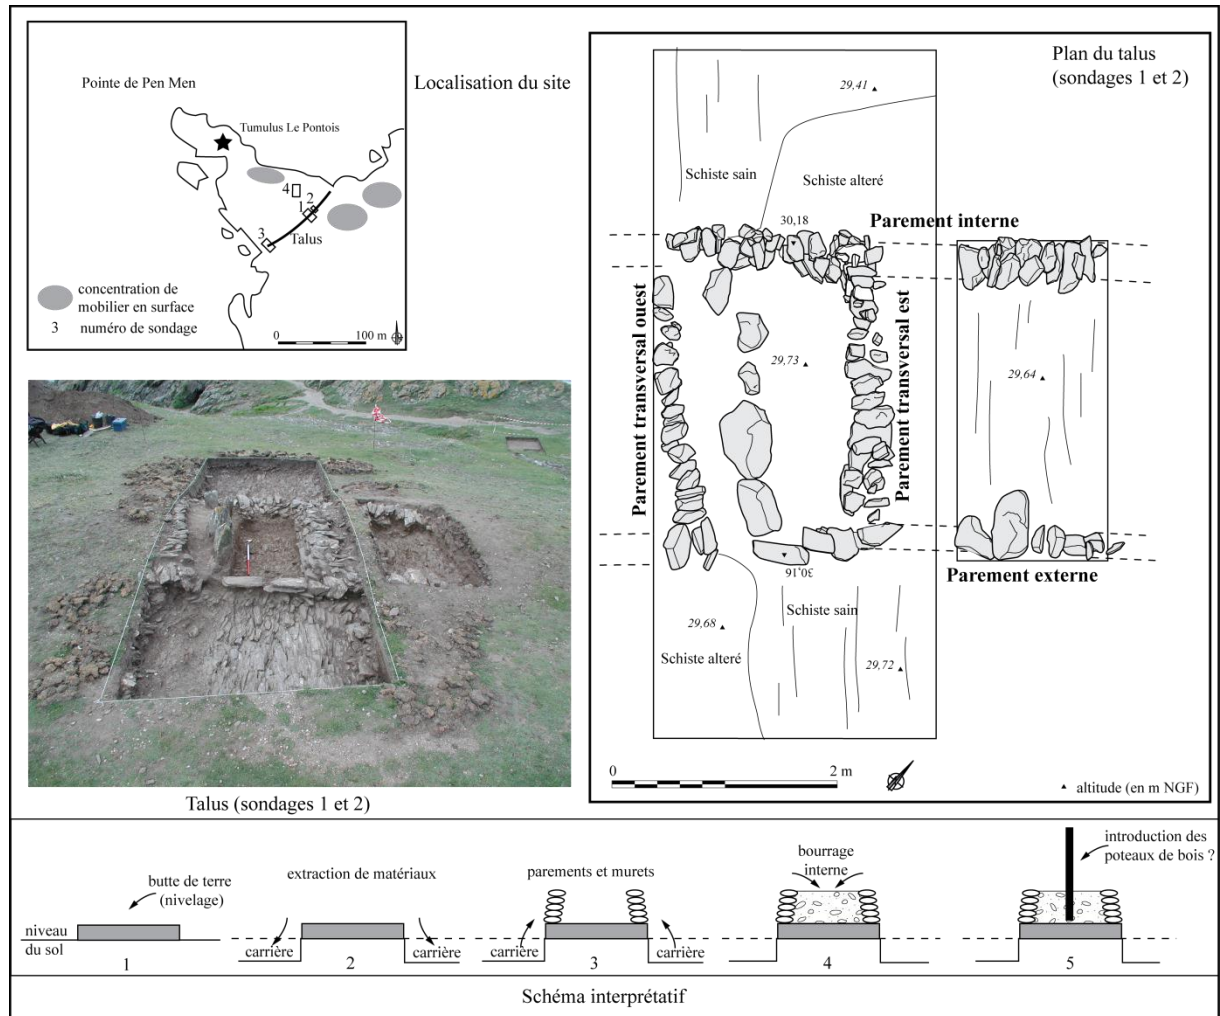 Localisation du site
Pointe de Pen Men
Tumulus Le Pontois
4
2
1
3
Talus
concentration de
mobilier en surface
3 numéro de sondage
0 100 m
Talus (sondages 1 et 2)
Plan du talus
(sondages 1 et 2)
29,41
Schiste sain
Schiste alteré
30,18
Parement interne
Parement transversal ouest
29,73
Parement transversal est
29,64
30,16
Parement externe
Schiste sain
29,68
Schiste alteré
29,72
0 2 m
altitude (en m NGF)
butte de terre
(nivelage)
niveau
du sol
1
extraction de matériaux
carrière
carrière
2
parements et murets
carrière
carrière
3
bourrage
interne
4
introduction des
poteaux de bois ?
5
Schéma interprétatif